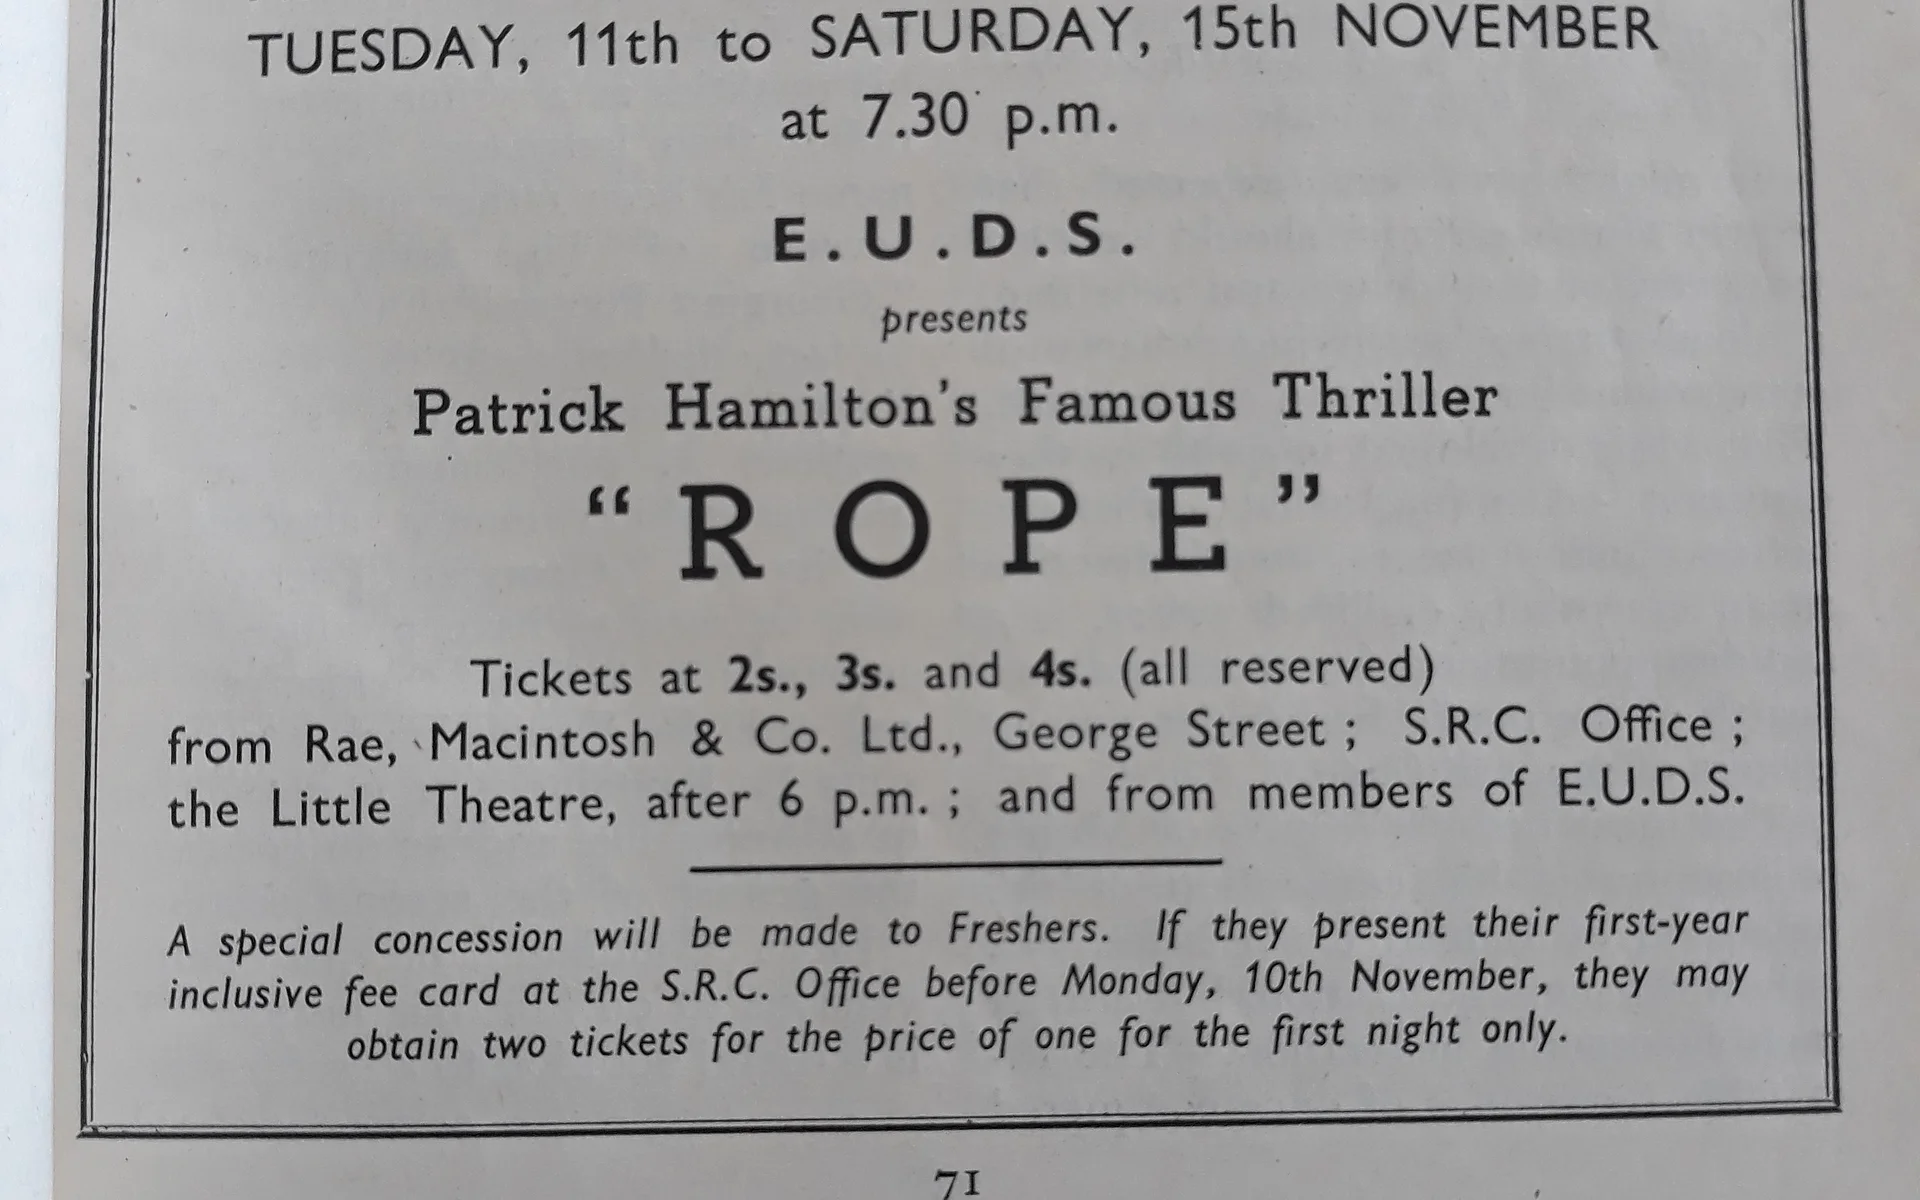 TUESDAY, 11th to SATURDAY, 15th NOVEMBER
at 7.30 p.m.
E.U.D.S.
presents
Patrick Hamilton's Famous Thriller
“ROPE”
Tickets at 2s., 3s. and 4s. (all reserved)
from Rae, Macintosh & Co. Ltd., George Street ; S.R.C. Office ;
the Little Theatre, after 6 p.m. ; and from members of E.U.D.S.
A special concession will be made to Freshers. If they present their first-year
inclusive fee card at the S.R.C. Office before Monday, 10th November, they may
obtain two tickets for the price of one for the first night only.
71